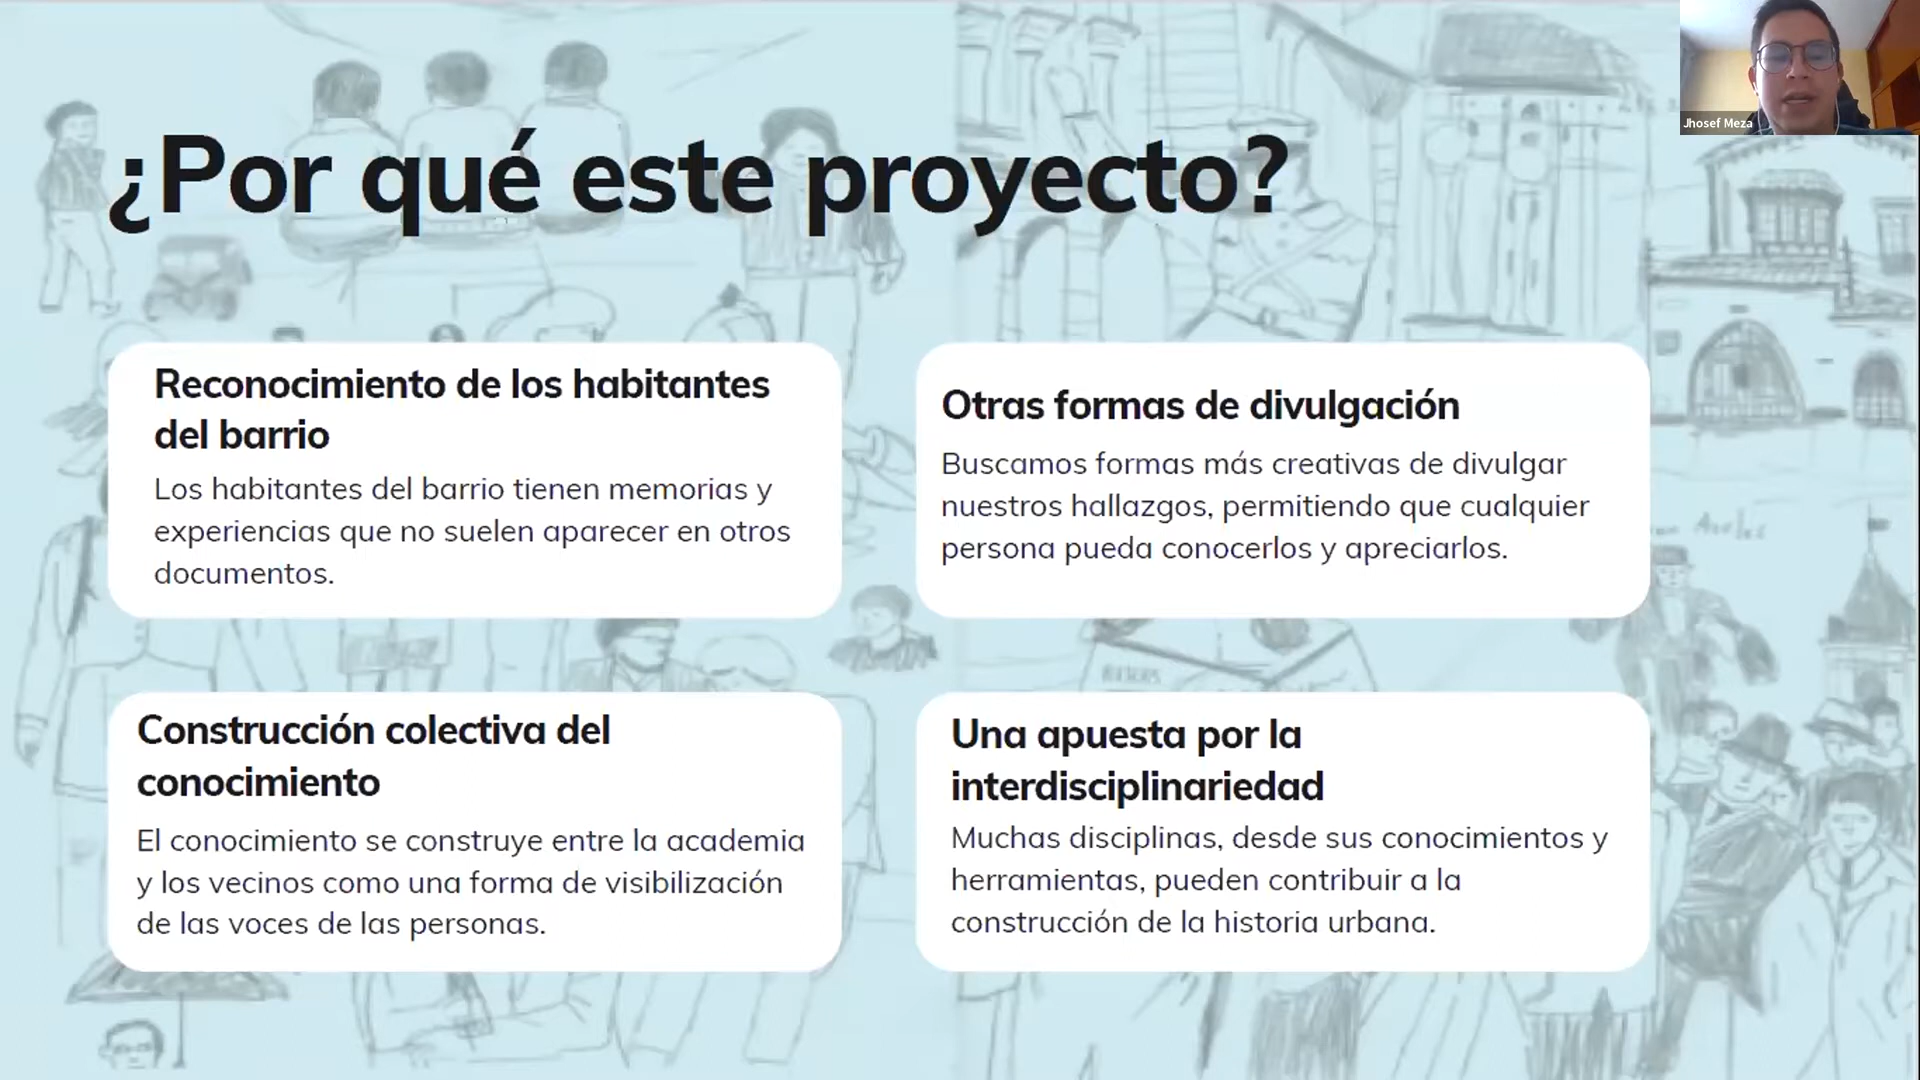 ¿Por qué este proyecto?
Jhosef Meza
Reconocimiento de los habitantes
del barrio
Los habitantes del barrio tienen memorias y
experiencias que no suelen aparecer en otros
documentos.
Otras formas de divulgación
Buscamos formas más creativas de divulgar
nuestros hallazgos, permitiendo que cualquier
persona pueda conocerlos y apreciarlos.
Construcción colectiva del
conocimiento
El conocimiento se construye entre la academia
y los vecinos como una forma de visibilización
de las voces de las personas.
Una apuesta por la
interdisciplinariedad
Muchas disciplinas, desde sus conocimientos y
herramientas, pueden contribuir a la
construcción de la historia urbana.